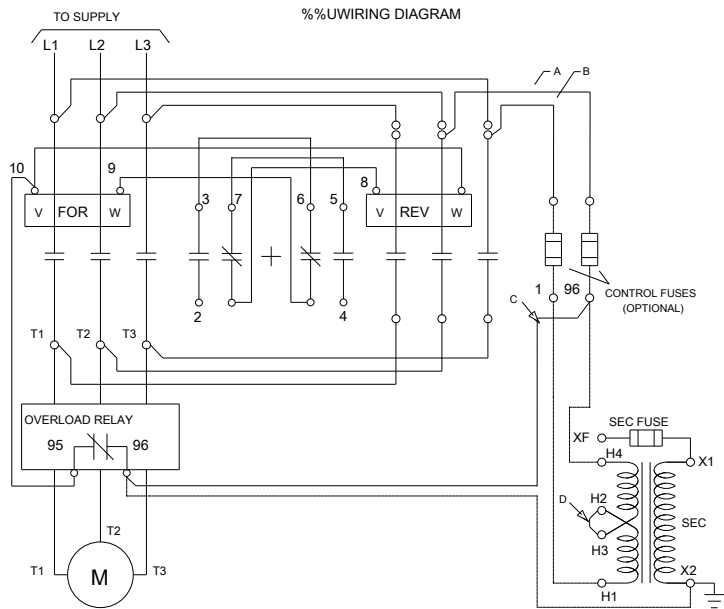 %%UWIRING DIAGRAM
TO SUPPLY
L1 L2 L3
A B
10 9 8
3 7 6 5
V FOR W
V REV W
2 4
1 96
CONTROL FUSES
(OPTIONAL)
C
T1 T2 T3
OVERLOAD RELAY
95 96
SEC FUSE
XF
H4 X1
D
H2
SEC
H3
T2
X2
T1 M T3
H1